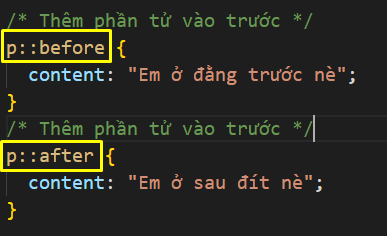 /* Thêm phần tử vào trước */
p::before {
content: "Em ở đằng trước nè";
}
/* Thêm phần tử vào trước */
p::after {
content: "Em ở sau đít nè";
}